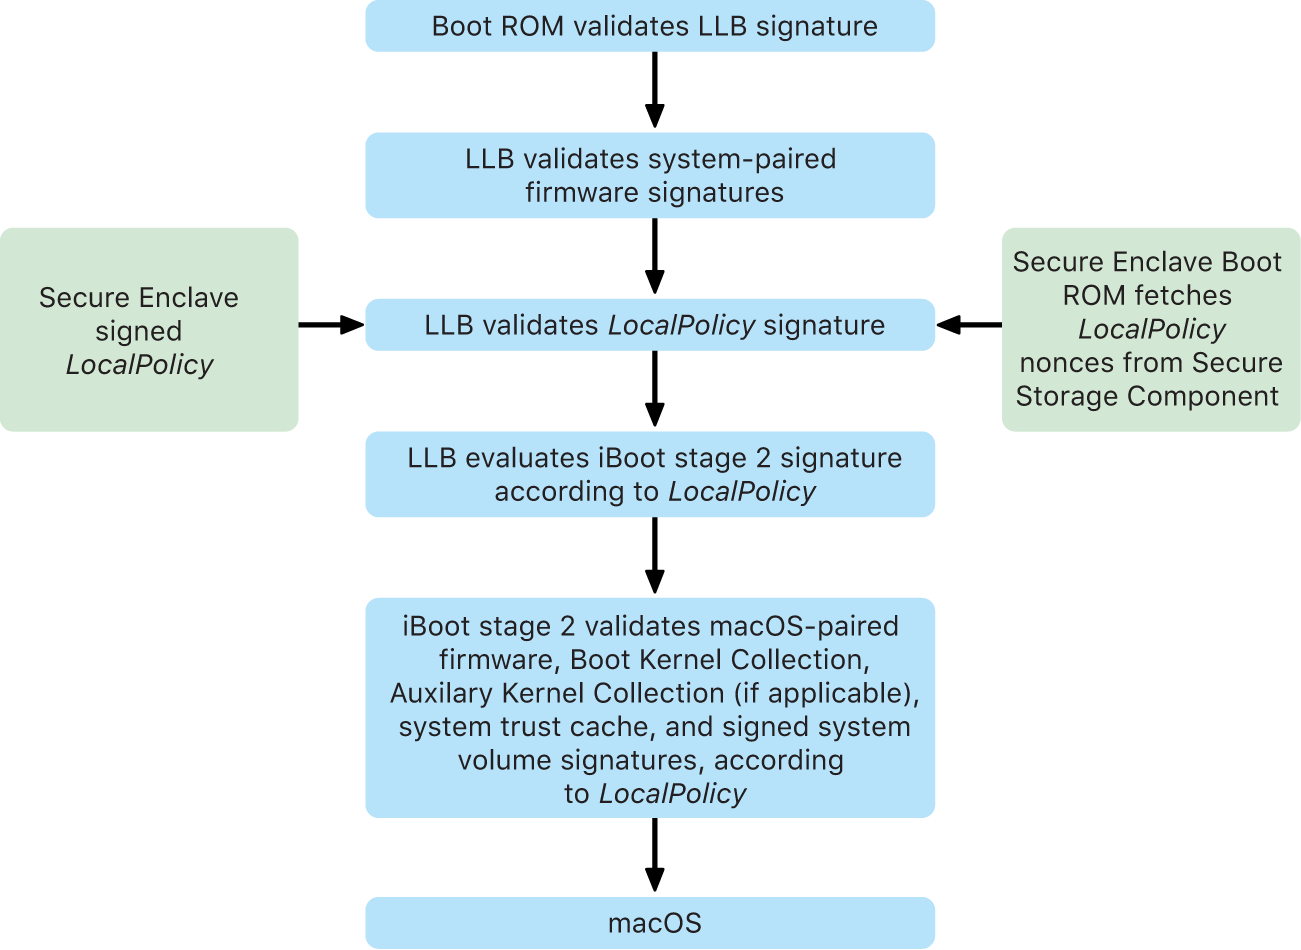 Boot ROM validates LLB signature
LLB validates system-paired
firmware signatures
Secure Enclave
signed
LocalPolicy
LLB validates LocalPolicy signature
Secure Enclave Boot
ROM fetches
LocalPolicy
nonces from Secure
Storage Component
LLB evaluates iBoot stage 2 signature
according to LocalPolicy
iBoot stage 2 validates macOS-paired
firmware, Boot Kernel Collection,
Auxilary Kernel Collection (if applicable),
system trust cache, and signed system
volume signatures, according
to LocalPolicy
macOS